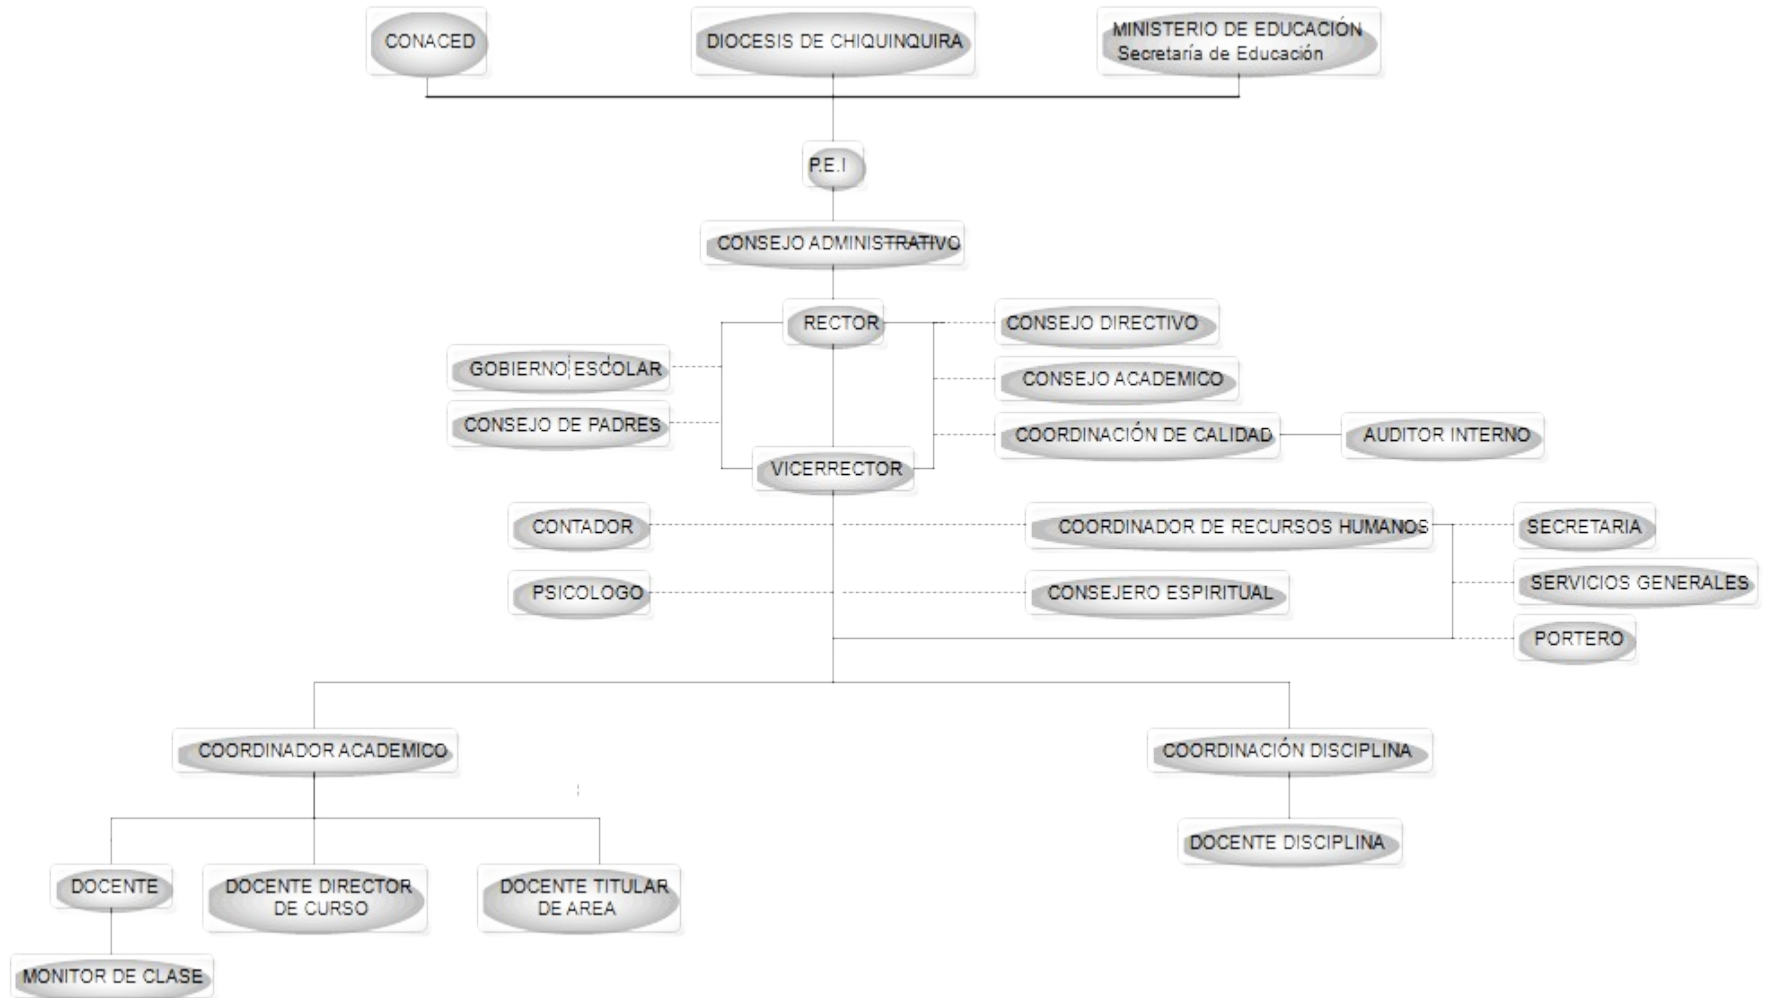 CONACED
DIOCESIS DE CHIQUINQUIRA
MINISTERIO DE EDUCACIÓN
Secretaría de Educación
P.E.I
CONSEJO ADMINISTRATIVO
RECTOR
CONSEJO DIRECTIVO
GOBIERNO ESCOLAR
CONSEJO ACADEMICO
CONSEJO DE PADRES
COORDINACIÓN DE CALIDAD
AUDITOR INTERNO
VICERRECTOR
CONTADOR
COORDINADOR DE RECURSOS HUMANOS
SECRETARIA
PSICOLOGO
CONSEJERO ESPIRITUAL
SERVICIOS GENERALES
PORTERO
COORDINADOR ACADEMICO
COORDINACIÓN DISCIPLINA
DOCENTE DISCIPLINA
DOCENTE
DOCENTE DIRECTOR
DE CURSO
DOCENTE TITULAR
DE AREA
MONITOR DE CLASE